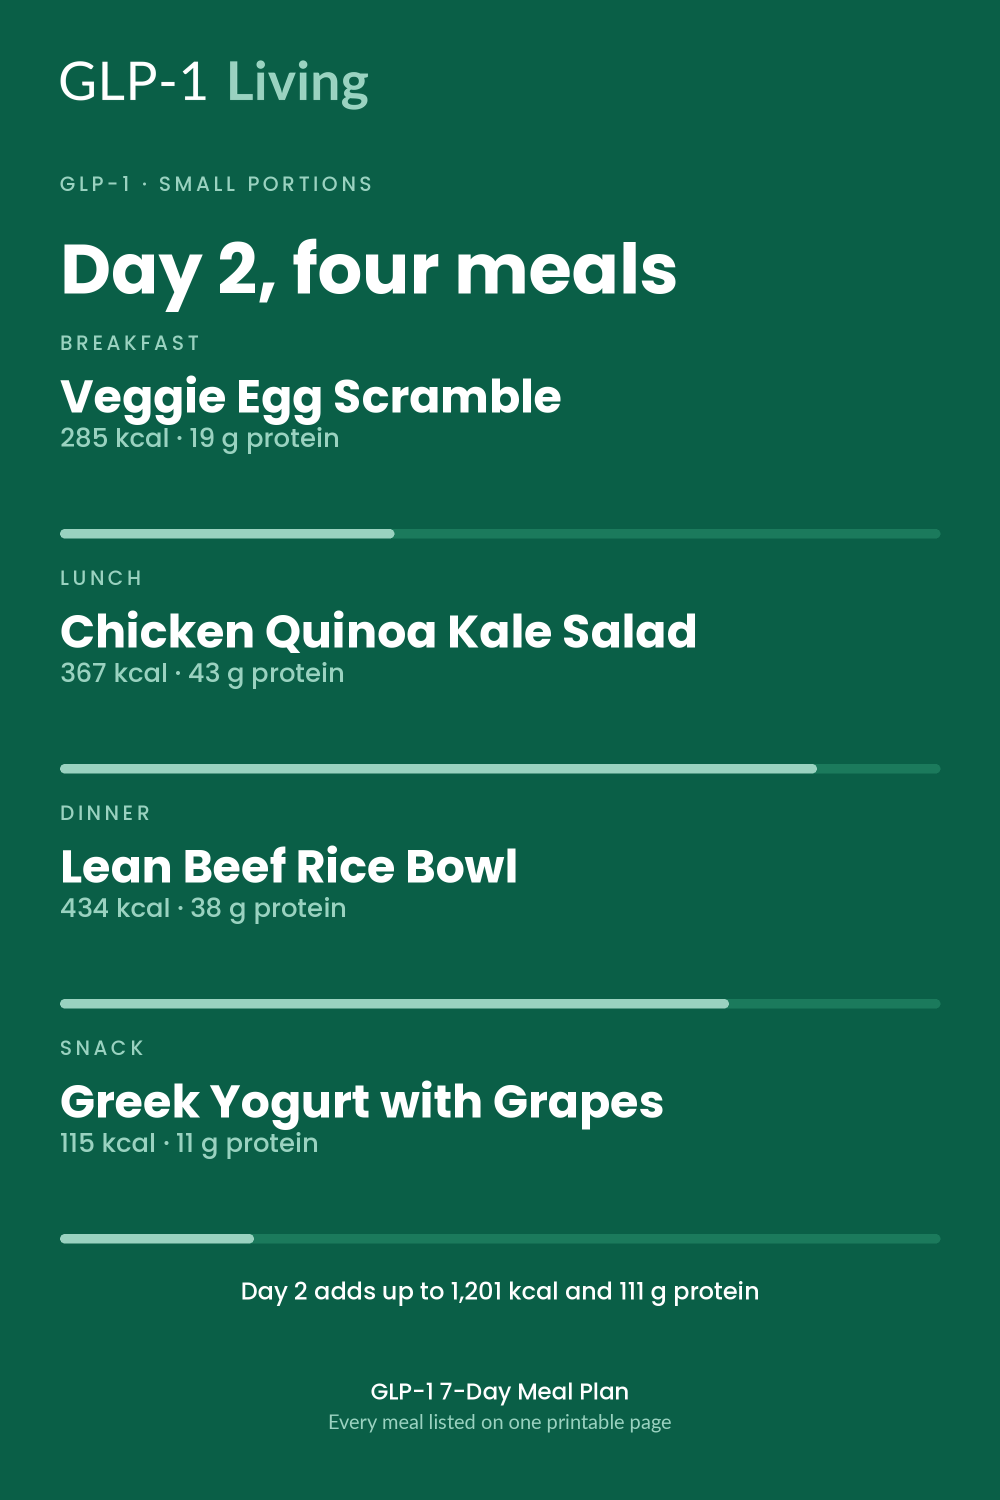 GLP-1 Living
GLP-1 · SMALL PORTIONS
Day 2, four meals
BREAKFAST
Veggie Egg Scramble
285 kcal · 19 g protein
LUNCH
Chicken Quinoa Kale Salad
367 kcal · 43 g protein
DINNER
Lean Beef Rice Bowl
434 kcal · 38 g protein
SNACK
Greek Yogurt with Grapes
115 kcal · 11 g protein
Day 2 adds up to 1,201 kcal and 111 g protein
GLP-1 7-Day Meal Plan
Every meal listed on one printable page